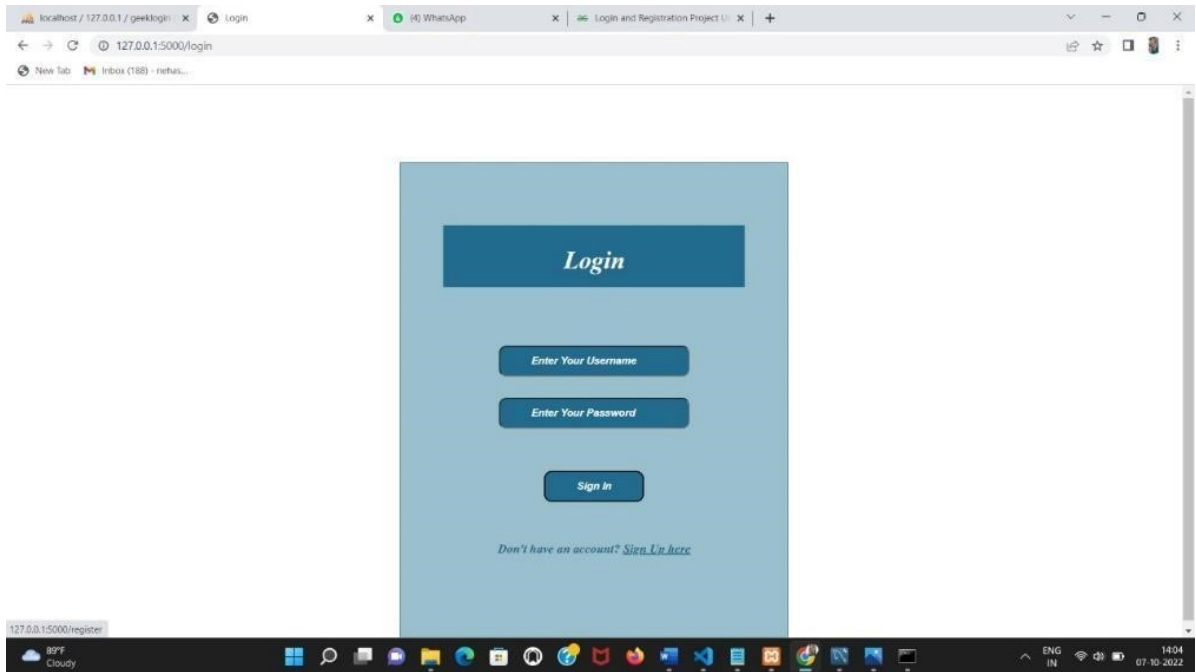 localhost / 127.0.0.1 / geeklogin
Login
(4) WhatsApp
Login and Registration Project U
127.0.0.1:5000/login
New Tab
Inbox (188) - nehas...
Login
Enter Your Username
Enter Your Password
Sign In
Don't have an account? Sign Up here
127.0.0.1:5000/register
89°F
Cloudy
ENG
IN
14:04
07-10-2022